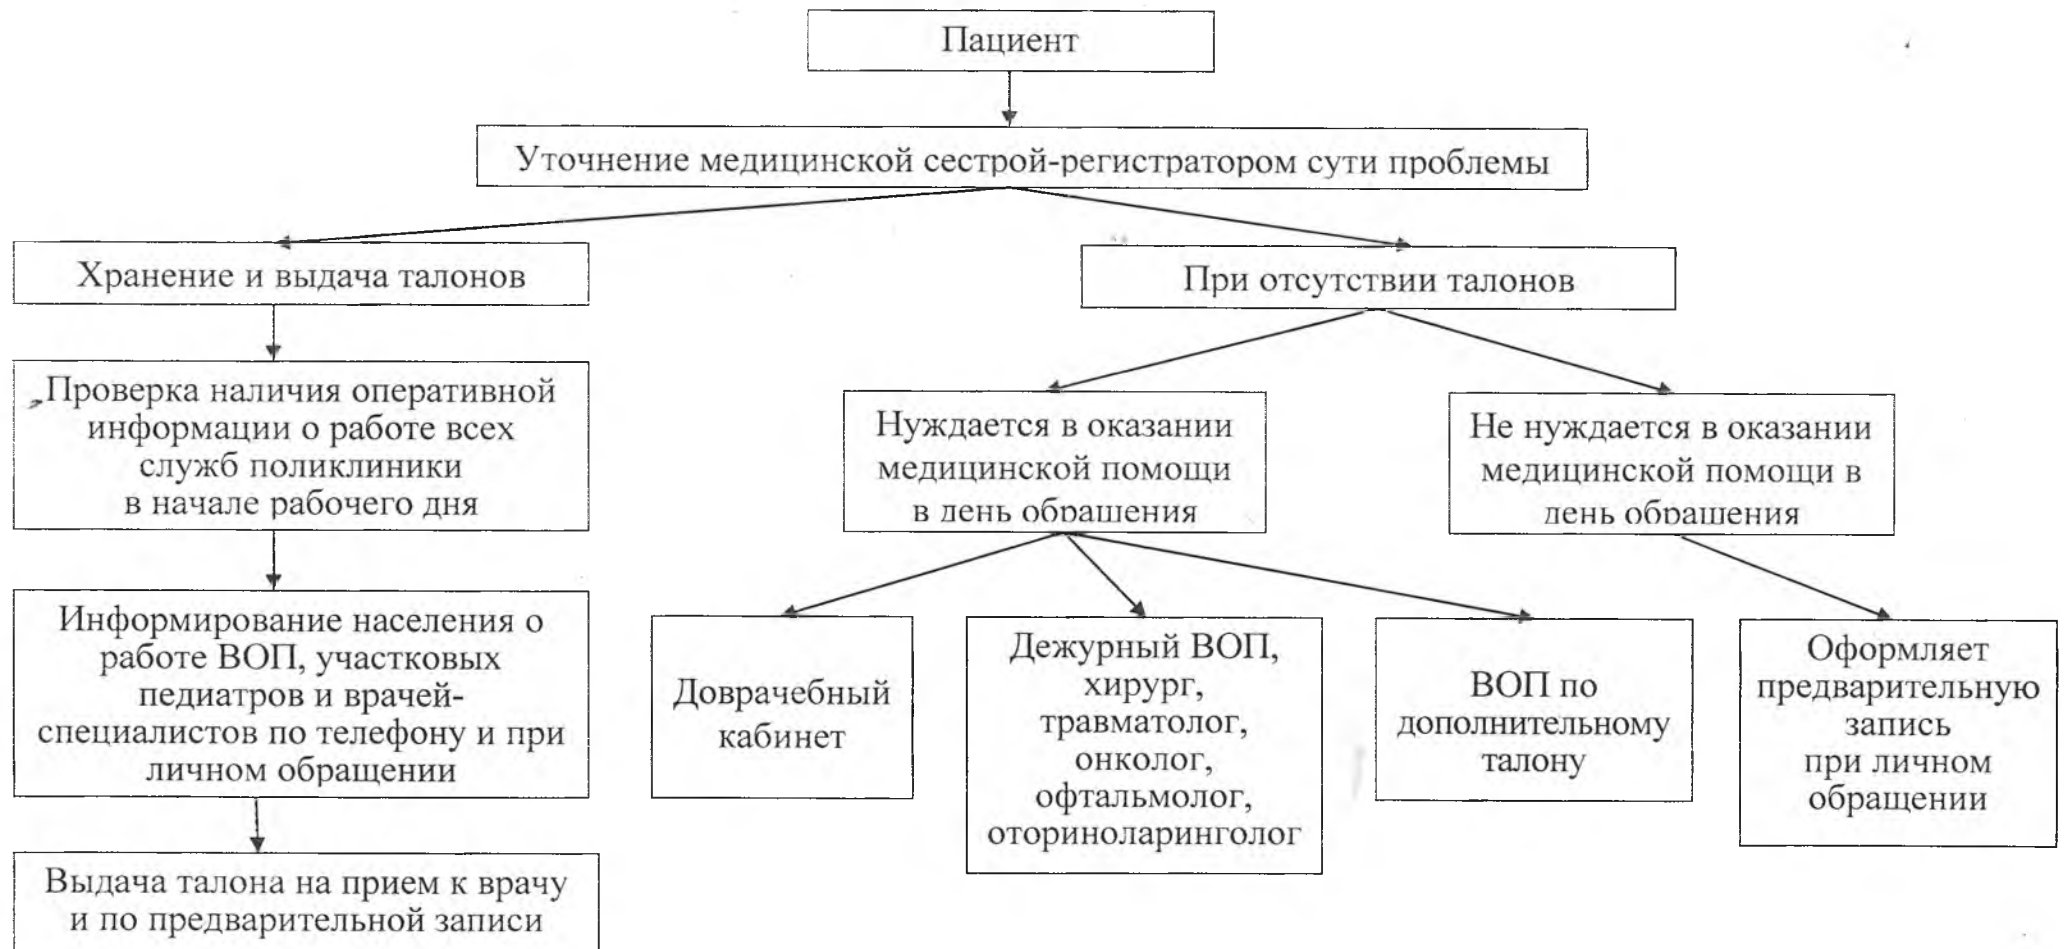 Пациент
Уточнение медицинской сестрой-регистратором сути проблемы
Хранение и выдача талонов
При отсутствии талонов
Проверка наличия оперативной
информации о работе всех
служб поликлиники
в начале рабочего дня
Нуждается в оказании
медицинской помощи
в день обращения
Не нуждается в оказании
медицинской помощи в
день обращения
Информирование населения о
работе ВОП, участковых
педиатров и врачей-
специалистов по телефону и при
личном обращении
Доврачебный
кабинет
Дежурный ВОП,
хирург,
травматолог,
онколог,
офтальмолог,
оториноларинголог
ВОП по
дополнительному
талону
Оформляет
предварительную
запись
при личном
обращении
Выдача талона на прием к врачу
и по предварительной записи